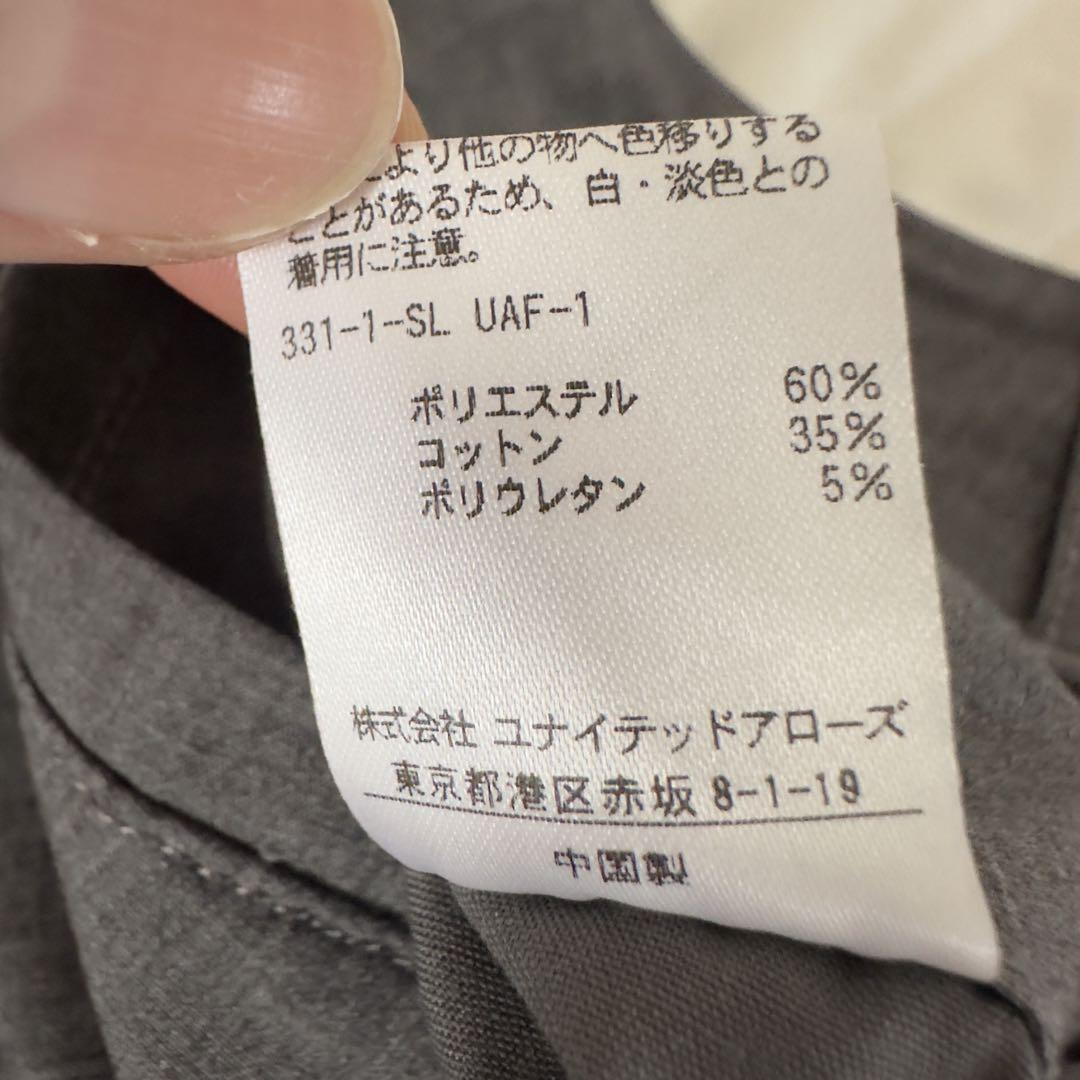 より他の物へ色移りする
ことがあるため、白・淡色との
着用に注意。
331-1-SL UAF-1
ポリエステル 60%
コットン 35%
ポリウレタン 5%
株式会社 ユナイテッドアローズ
東京都港区赤坂 8-1-19
中国製